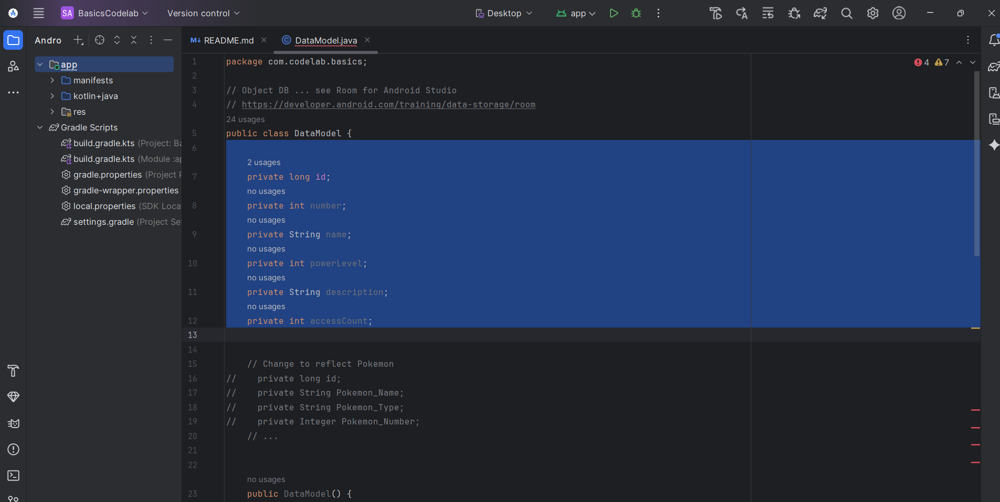 SA BasicsCodelab Version control Desktop app
Andro
README.md DataModel.java
app
manifests
kotlin+java
res
Gradle Scripts
build.gradle.kts (Project: Ba
build.gradle.kts (Module :ap
gradle.properties (Project P
gradle-wrapper.properties
local.properties (SDK Loca
settings.gradle (Project Set
4 7
1 package com.codelab.basics;
2
3 // Object DB ... see Room for Android Studio
4 // https://developer.android.com/training/data-storage/room
24 usages
5 public class DataModel {
6
2 usages
7 private long id;
no usages
8 private int number;
no usages
9 private String name;
no usages
10 private int powerLevel;
no usages
11 private String description;
no usages
12 private int accessCount;
13
14
15 // Change to reflect Pokemon
16 // private long id;
17 // private String Pokemon_Name;
18 // private String Pokemon_Type;
19 // private Integer Pokemon_Number;
20 // ...
21
22
no usages
23 public DataModel() {